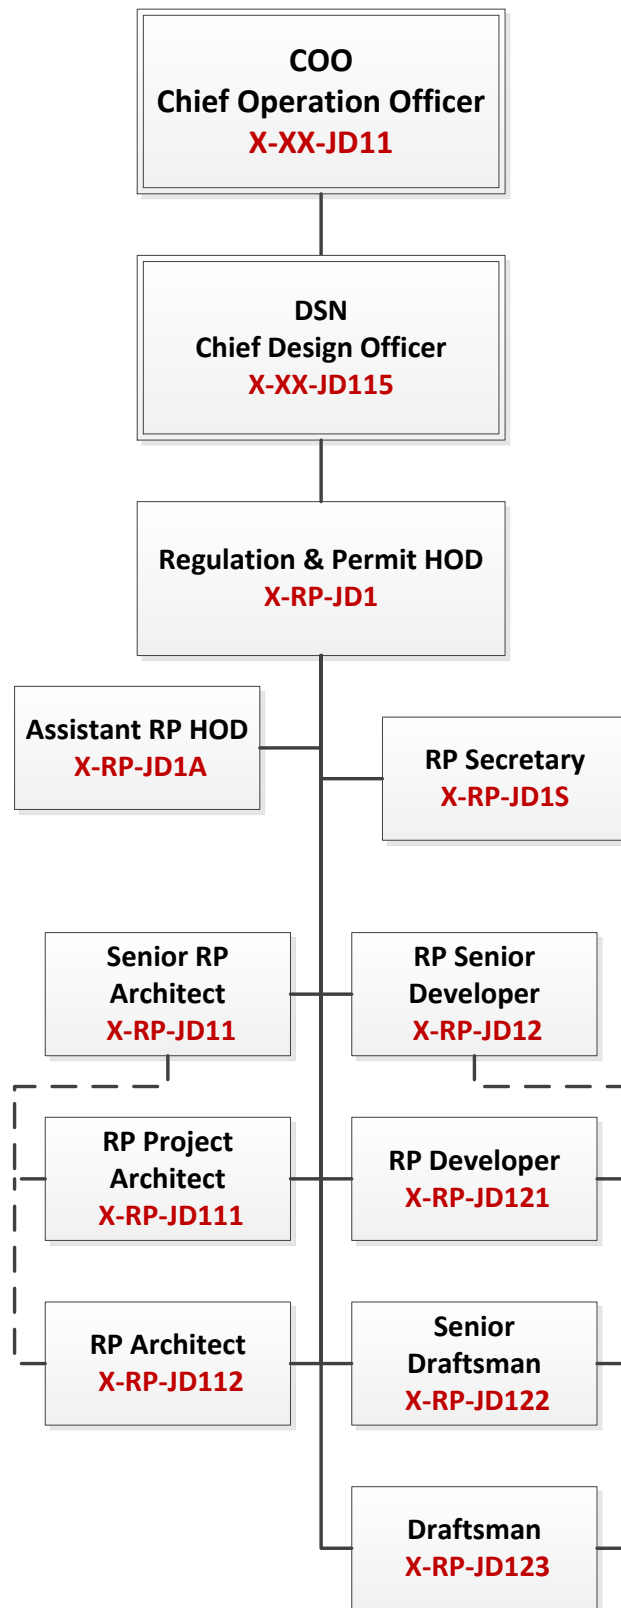 COO
Chief Operation Officer
X-XX-JD11
DSN
Chief Design Officer
X-XX-JD115
Regulation & Permit HOD
X-RP-JD1
Assistant RP HOD
X-RP-JD1A
RP Secretary
X-RP-JD1S
Senior RP
Architect
X-RP-JD11
RP Senior
Developer
X-RP-JD12
RP Project
Architect
X-RP-JD111
RP Developer
X-RP-JD121
RP Architect
X-RP-JD112
Senior
Draftsman
X-RP-JD122
Draftsman
X-RP-JD123